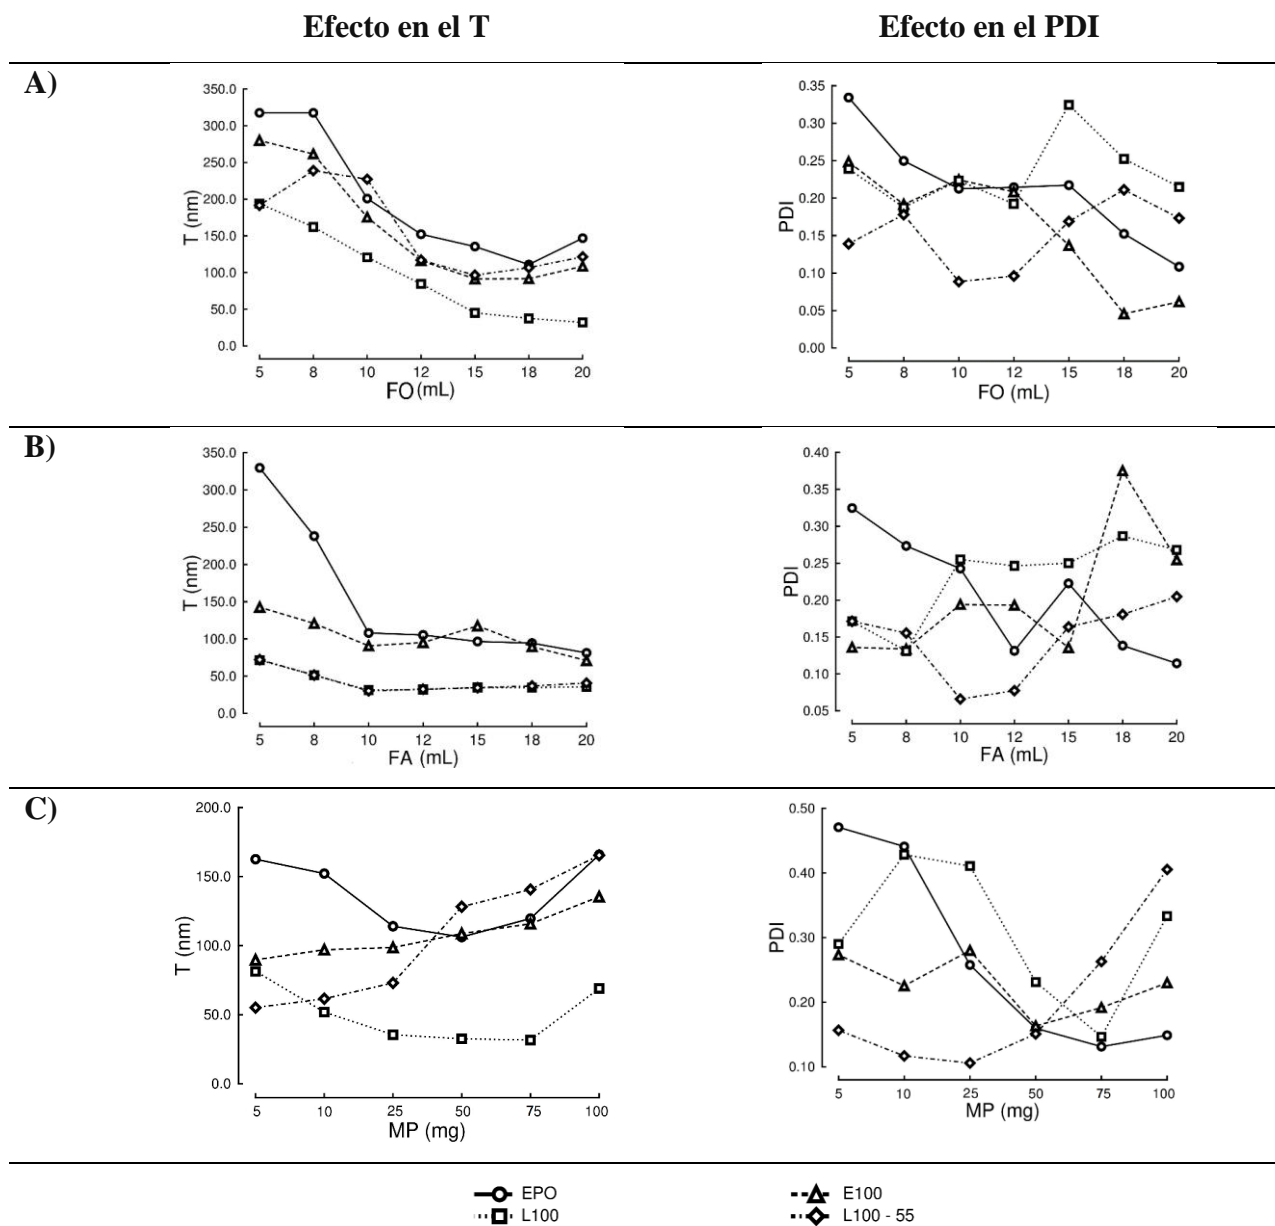 Efecto en el T
Efecto en el PDI
A)
350.0
300.0
250.0
200.0
150.0
100.0
50.0
0.0
T (nm)
5 8 10 12 15 18 20
FO (mL)
0.35
0.30
0.25
0.20
0.15
0.10
0.05
0.00
PDI
5 8 10 12 15 18 20
FO (mL)
B)
350.0
300.0
250.0
200.0
150.0
100.0
50.0
0.0
T (nm)
5 8 10 12 15 18 20
FA (mL)
0.40
0.35
0.30
0.25
0.20
0.15
0.10
0.05
PDI
5 8 10 12 15 18 20
FA (mL)
C)
200.0
150.0
100.0
50.0
0.0
T (nm)
5 10 25 50 75 100
MP (mg)
0.50
0.40
0.30
0.20
0.10
PDI
5 10 25 50 75 100
MP (mg)
EPO
E100
L100
L100 - 55